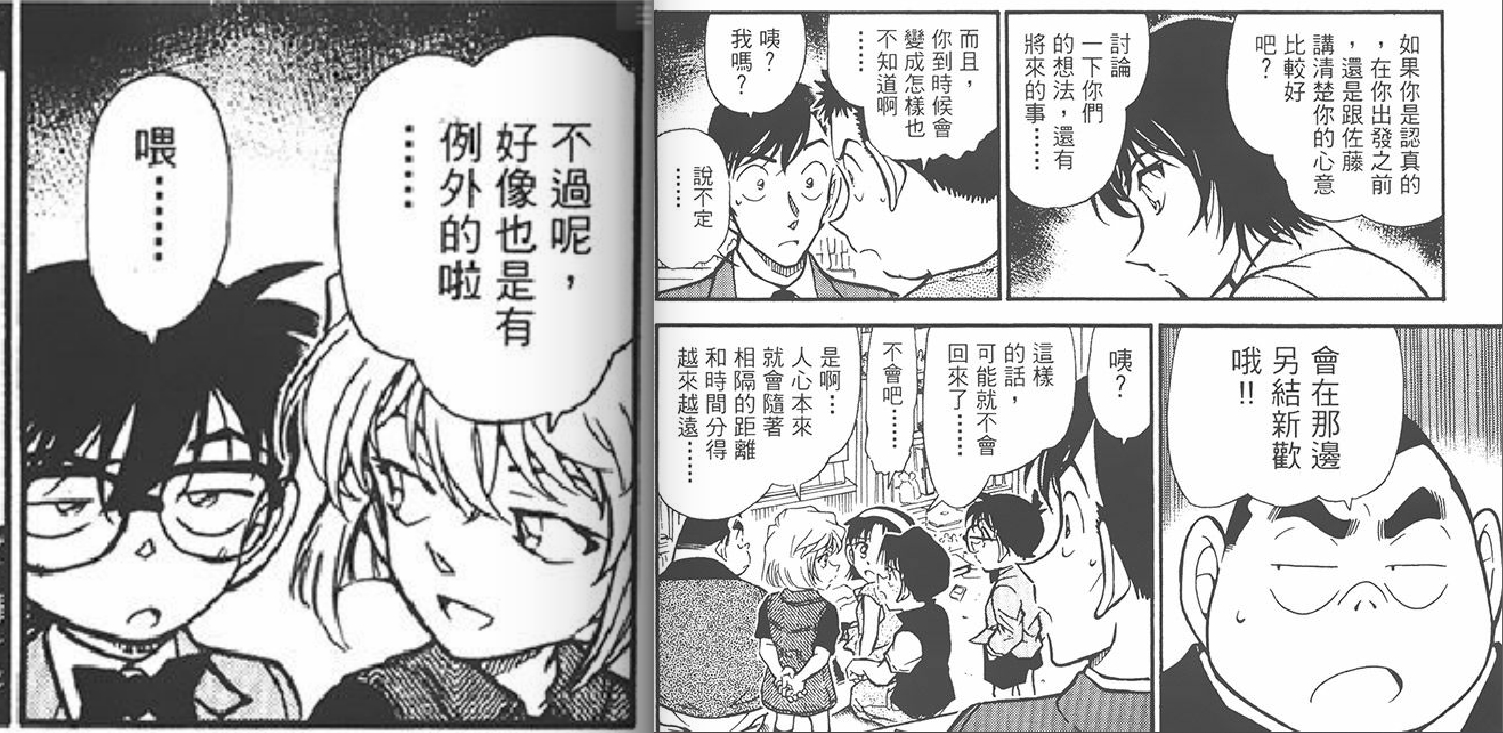 如果你是認真的
，在你出發之前
，還是跟佐藤
講清楚你的心意
比較好
吧？
討論
一下你們
的想法，還有
將來的事……
而且，
你到時候會
變成怎樣也
不知道啊
……
咦？
我嗎？
說不定
……
會在那邊
另結新歡
哦!!
咦？
這樣
的話，
可能就不會
回來了……
不會吧……
是啊…
人心本來
就會隨著
相隔的距離
和時間分得
越來越遠……
不過呢，
好像也是有
例外的啦
……
喂……